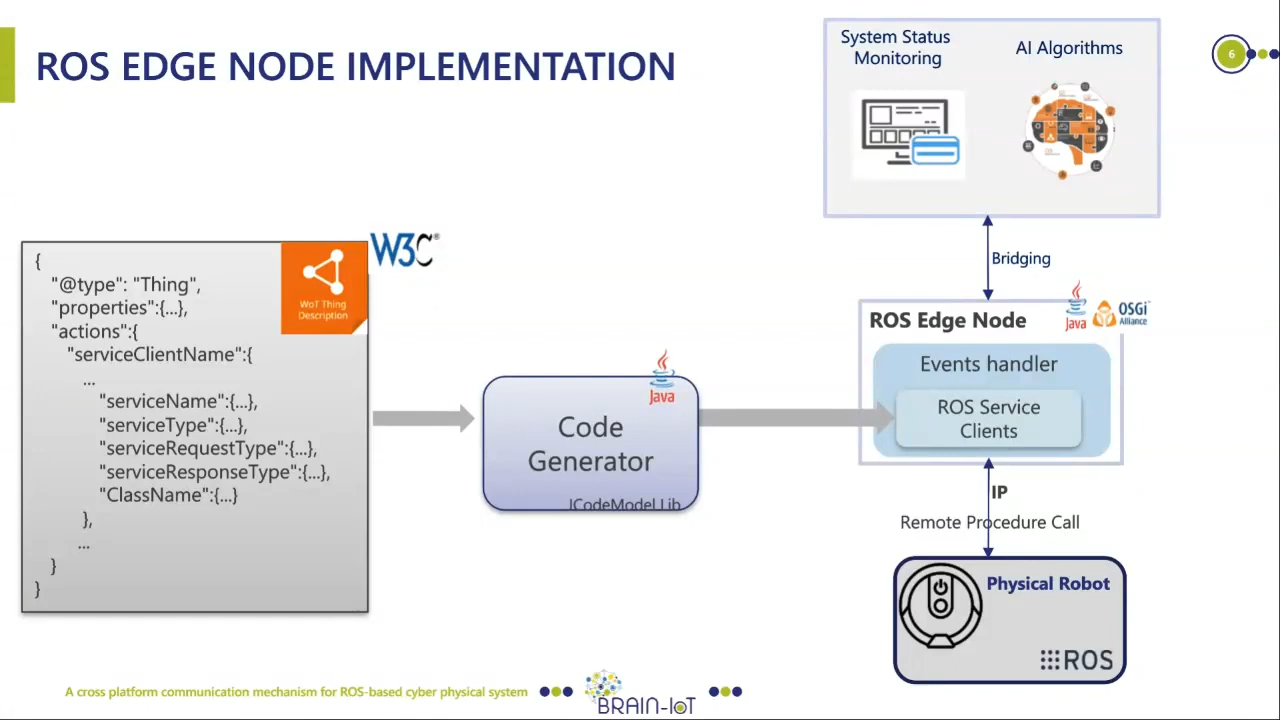 ROS EDGE NODE IMPLEMENTATION
System Status
Monitoring
AI Algorithms
6
W3C®
{
"@type": "Thing",
"properties":{...},
"actions":{
"serviceClientName":{
...
"serviceName":{...},
"serviceType":{...},
"serviceRequestType":{...},
"serviceResponseType":{...},
"ClassName":{...}
},
...
}
}
WoT Thing
Description
Java
Code
Generator
JCodeModel Lib
Bridging
ROS Edge Node
Java
OSGi™
Alliance
Events handler
ROS Service
Clients
IP
Remote Procedure Call
Physical Robot
ROS
A cross platform communication mechanism for ROS-based cyber physical system
BRAIN-IoT